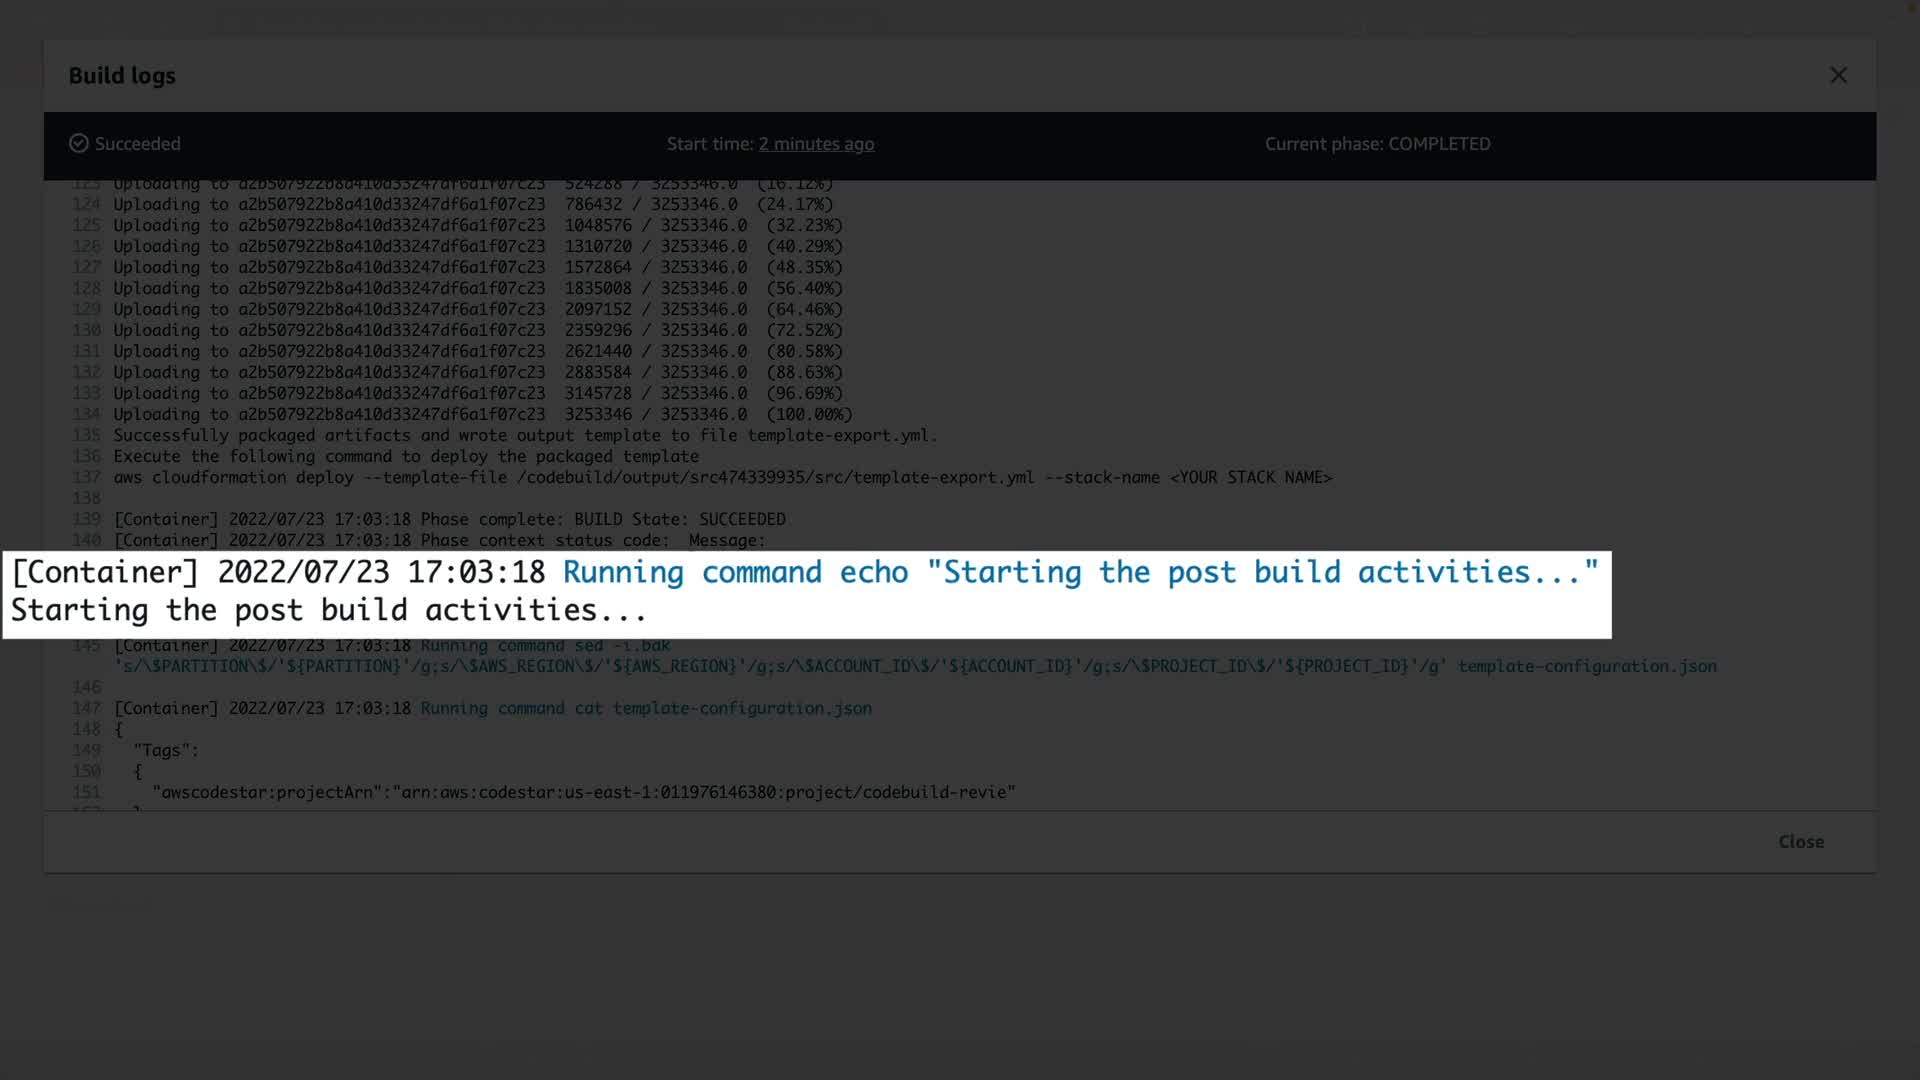 Build logs
Succeeded
Start time: 2 minutes ago
Current phase: COMPLETED
123 Uploading to a2b507922b8a410d33247df6a1f07c23 524288 / 3253346.0 (16.12%)
124 Uploading to a2b507922b8a410d33247df6a1f07c23 786432 / 3253346.0 (24.17%)
125 Uploading to a2b507922b8a410d33247df6a1f07c23 1048576 / 3253346.0 (32.23%)
126 Uploading to a2b507922b8a410d33247df6a1f07c23 1310720 / 3253346.0 (40.29%)
127 Uploading to a2b507922b8a410d33247df6a1f07c23 1572864 / 3253346.0 (48.35%)
128 Uploading to a2b507922b8a410d33247df6a1f07c23 1835008 / 3253346.0 (56.40%)
129 Uploading to a2b507922b8a410d33247df6a1f07c23 2097152 / 3253346.0 (64.46%)
130 Uploading to a2b507922b8a410d33247df6a1f07c23 2359296 / 3253346.0 (72.52%)
131 Uploading to a2b507922b8a410d33247df6a1f07c23 2621440 / 3253346.0 (80.58%)
132 Uploading to a2b507922b8a410d33247df6a1f07c23 2883584 / 3253346.0 (88.63%)
133 Uploading to a2b507922b8a410d33247df6a1f07c23 3145728 / 3253346.0 (96.69%)
134 Uploading to a2b507922b8a410d33247df6a1f07c23 3253346 / 3253346.0 (100.00%)
135 Successfully packaged artifacts and wrote output template to file template-export.yml.
136 Execute the following command to deploy the packaged template
137 aws cloudformation deploy --template-file /codebuild/output/src474339935/src/template-export.yml --stack-name <YOUR STACK NAME>
138
139 [Container] 2022/07/23 17:03:18 Phase complete: BUILD State: SUCCEEDED
140 [Container] 2022/07/23 17:03:18 Phase context status code: Message:
[Container] 2022/07/23 17:03:18 Running command echo "Starting the post build activities..."
Starting the post build activities...
145 [Container] 2022/07/23 17:03:18 Running command sed -i.bak
's/\$PARTITION\$/'${PARTITION}'/g;s/\$AWS_REGION\$/'${AWS_REGION}'/g;s/\$ACCOUNT_ID\$/'${ACCOUNT_ID}'/g;s/\$PROJECT_ID\$/'${PROJECT_ID}'/g' template-configuration.json
146
147 [Container] 2022/07/23 17:03:18 Running command cat template-configuration.json
148 {
149 "Tags":
150 {
151 "awscodestar:projectArn":"arn:aws:codestar:us-east-1:011976146380:project/codebuild-revie"
Close